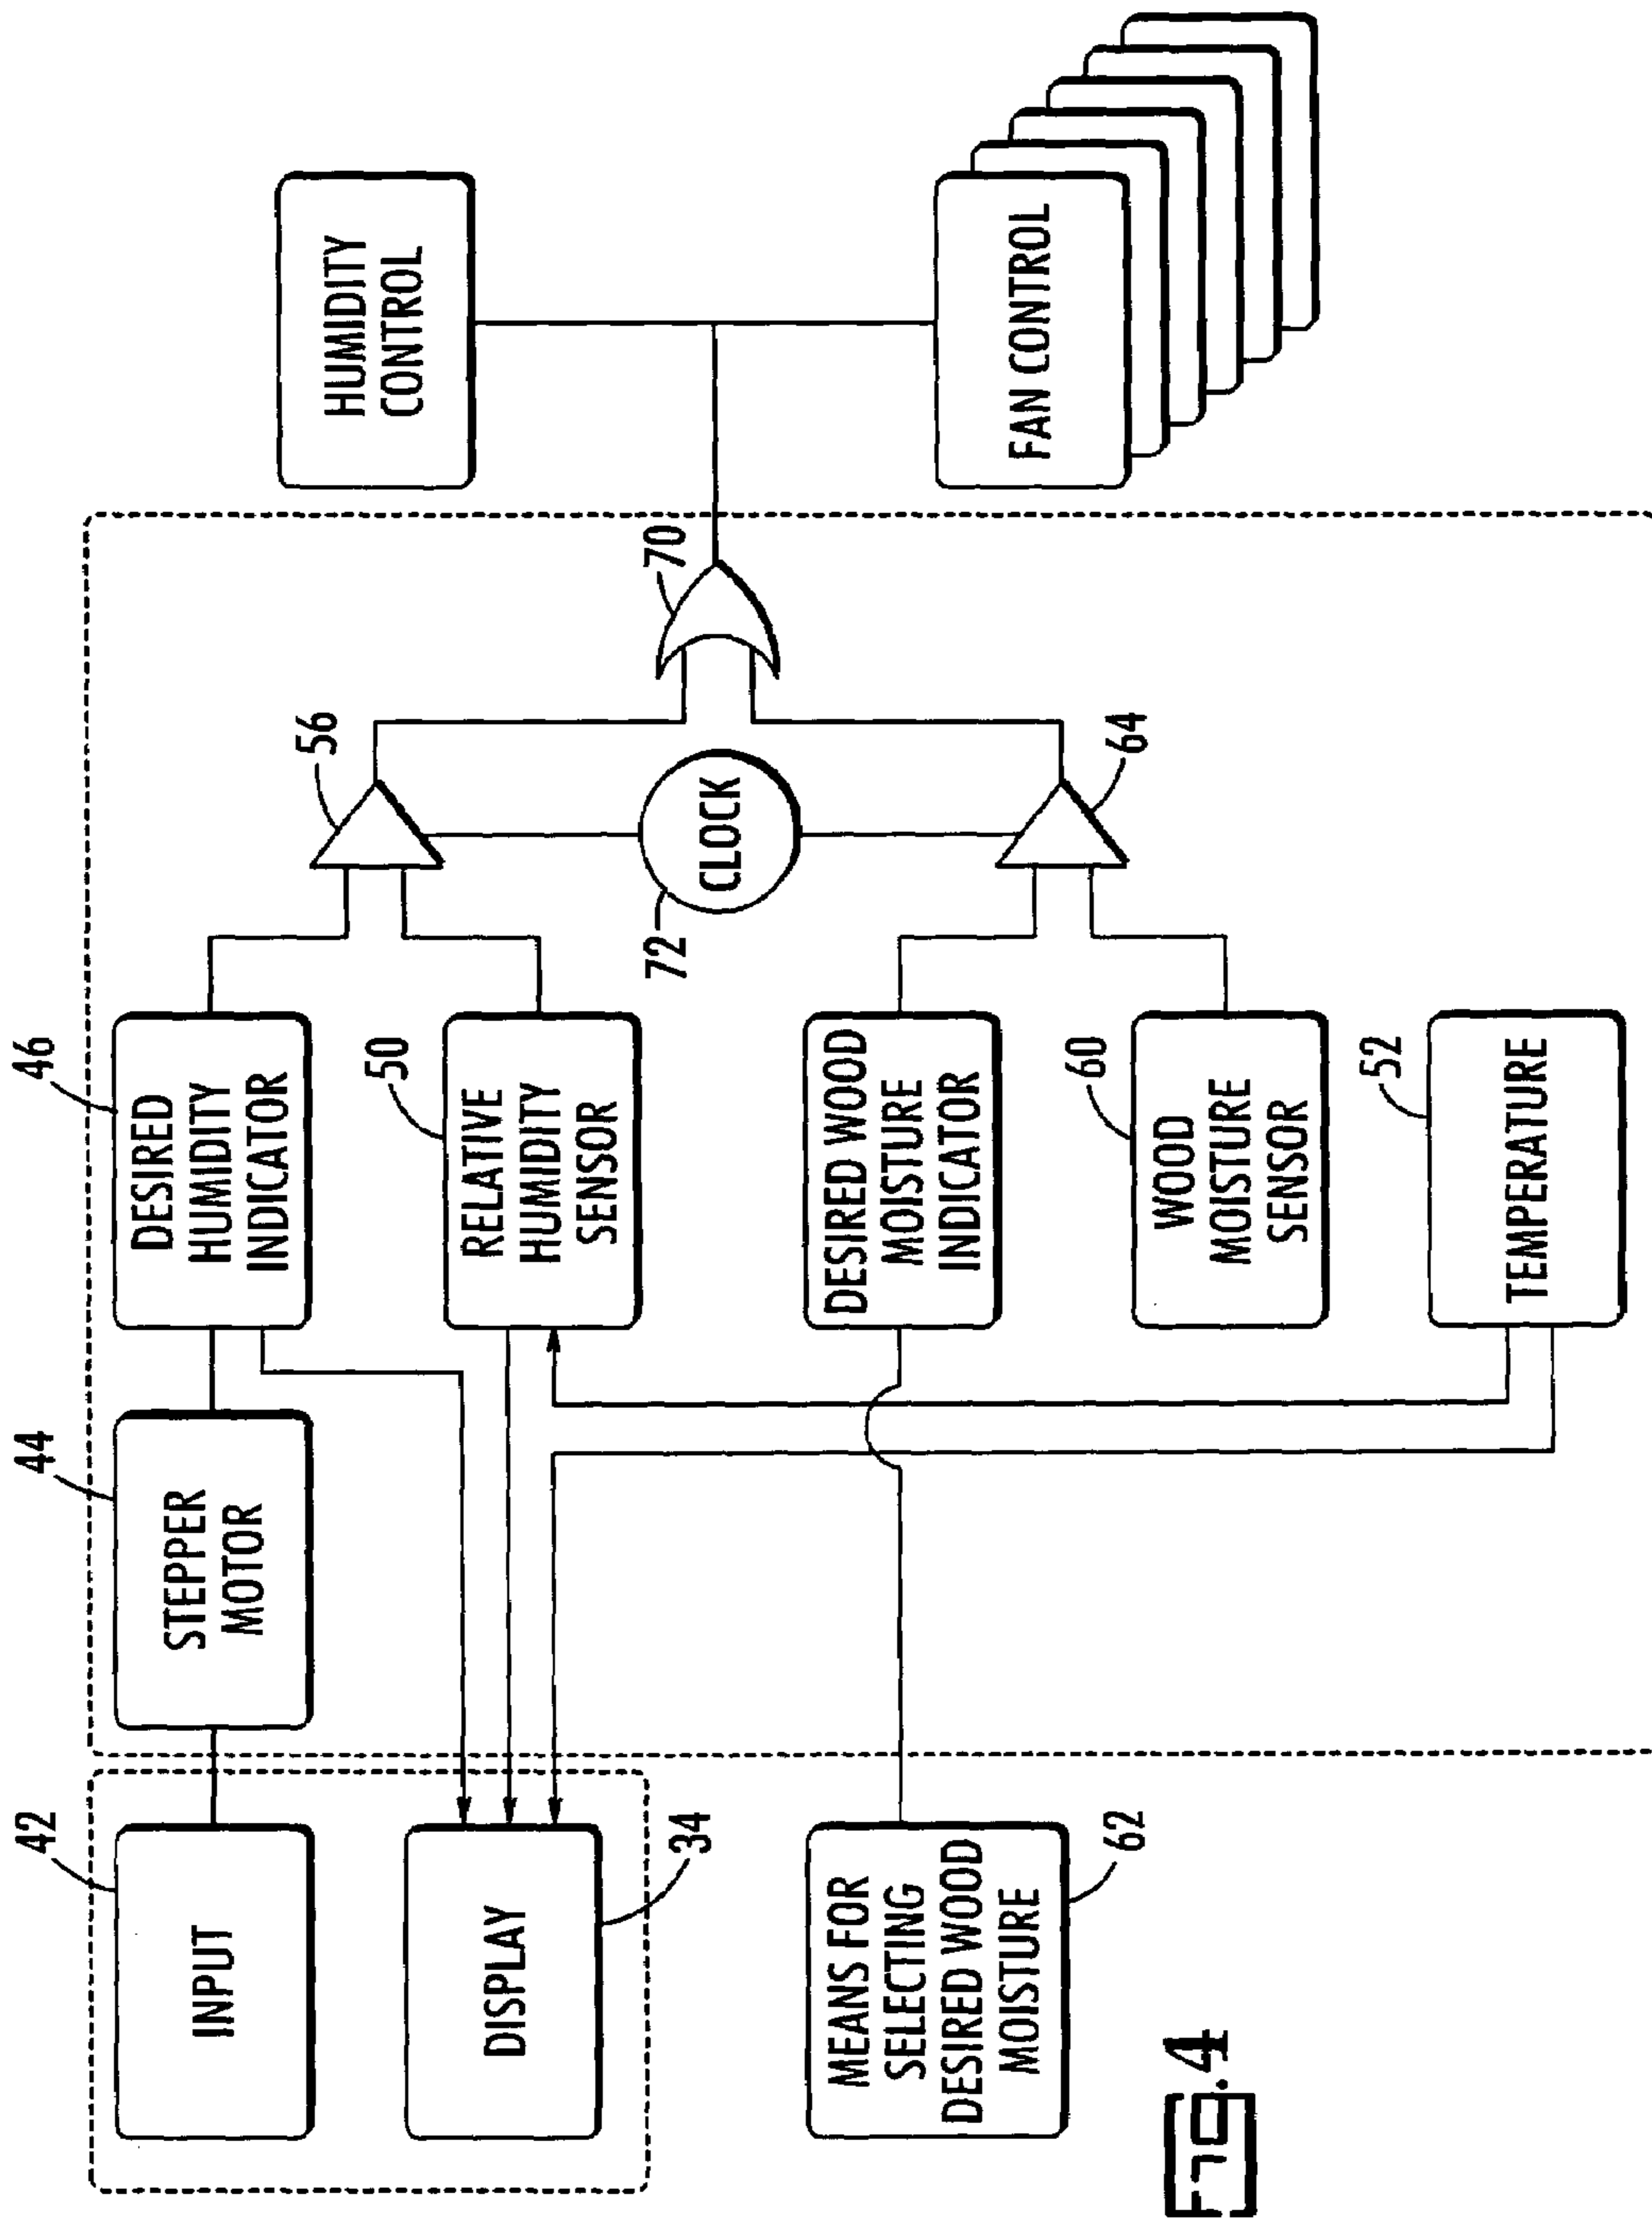 42
INPUT
44
STEPPER
MOTOR
46
DESIRED
HUMIDITY
INDICATOR
56
HUMIDITY
CONTROL
DISPLAY
34
50
RELATIVE
HUMIDITY
SENSOR
72
CLOCK
70
MEANS FOR
SELECTING
DESIRED WOOD
MOISTURE
62
DESIRED WOOD
MOISTURE
INDICATOR
64
FAN CONTROL
60
WOOD
MOISTURE
SENSOR
52
TEMPERATURE
FIG.4